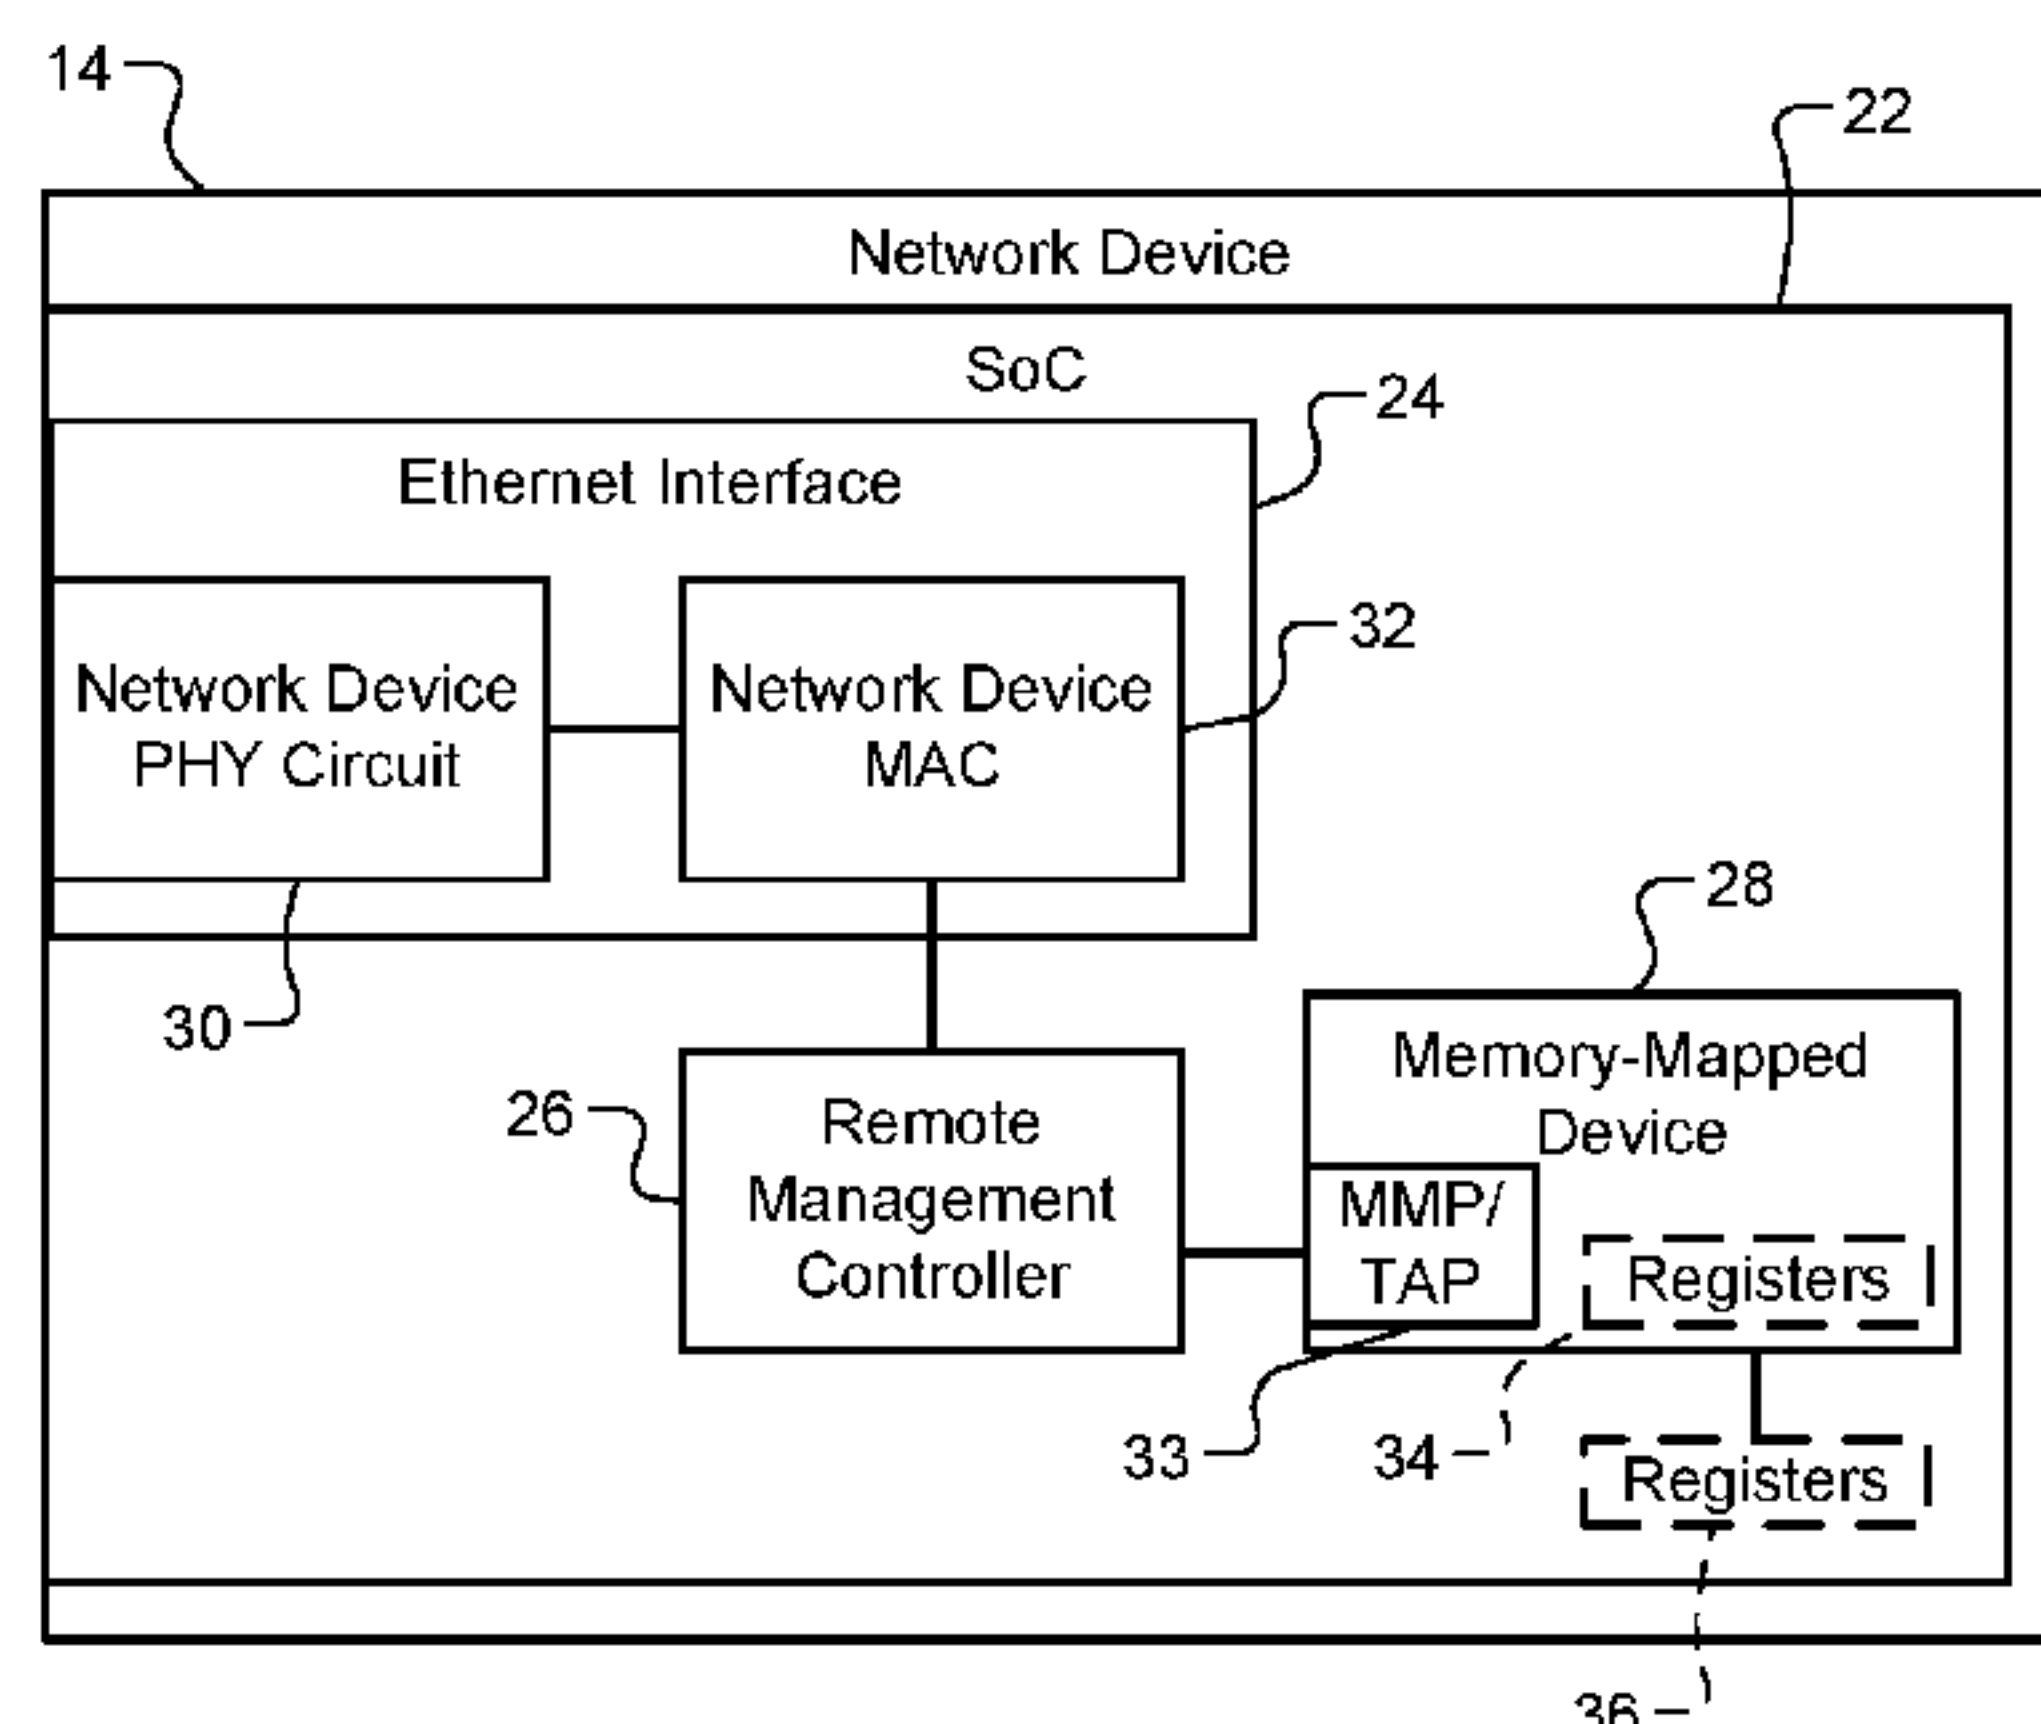 14
22
Network Device
SoC
24
Ethernet Interface
32
Network Device
PHY Circuit
Network Device
MAC
28
30
Memory-Mapped
Device
26
Remote
Management
Controller
MMP/
TAP
Registers
33
34
Registers
36